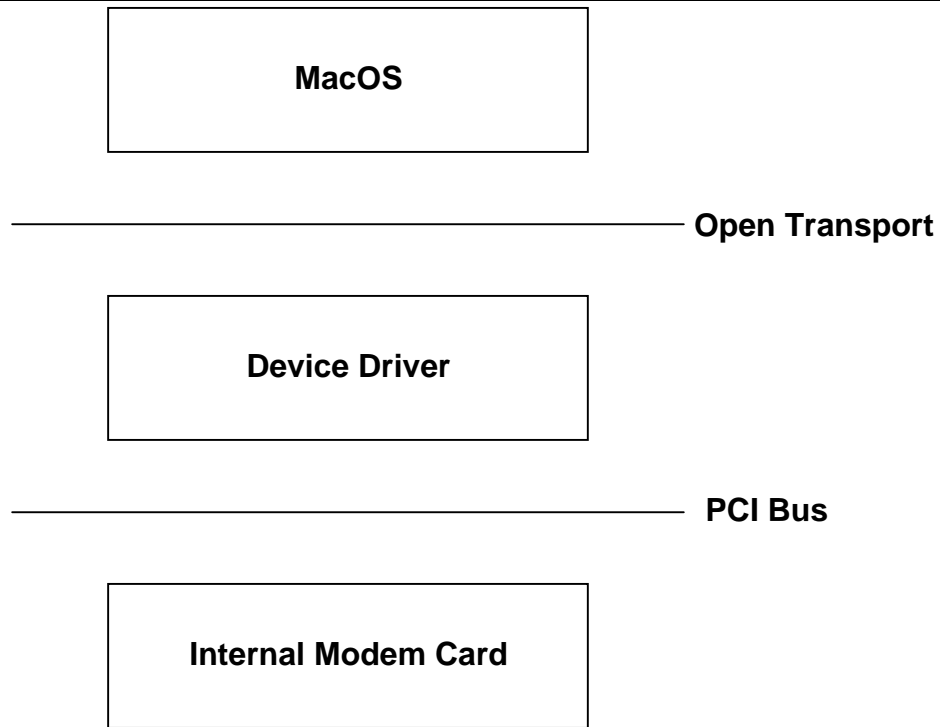 MacOS
Open Transport
Device Driver
PCI Bus
Internal Modem Card